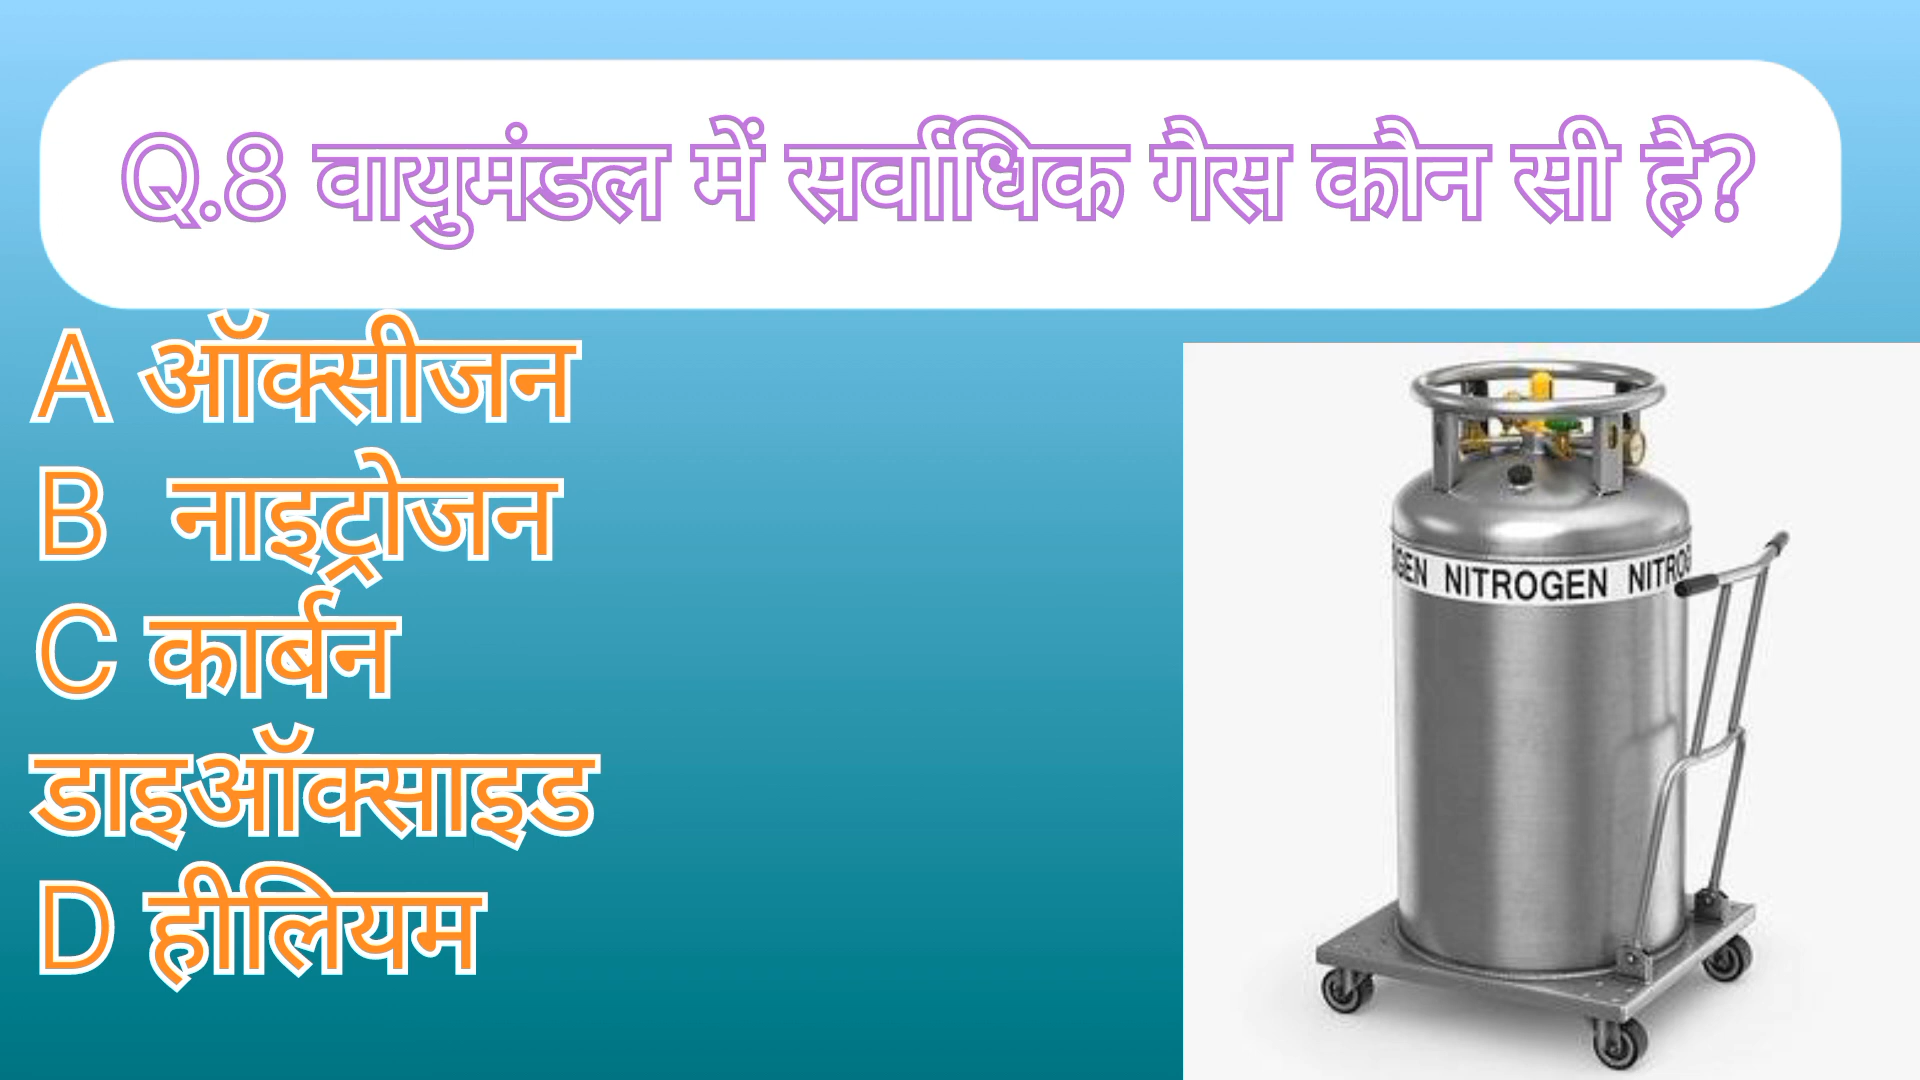 Q.8 वायुमंडल में सर्वाधिक गैस कौन सी है?
A ऑक्सीजन
B नाइट्रोजन
C कार्बन
डाइऑक्साइड
D हीलियम
NITROGEN